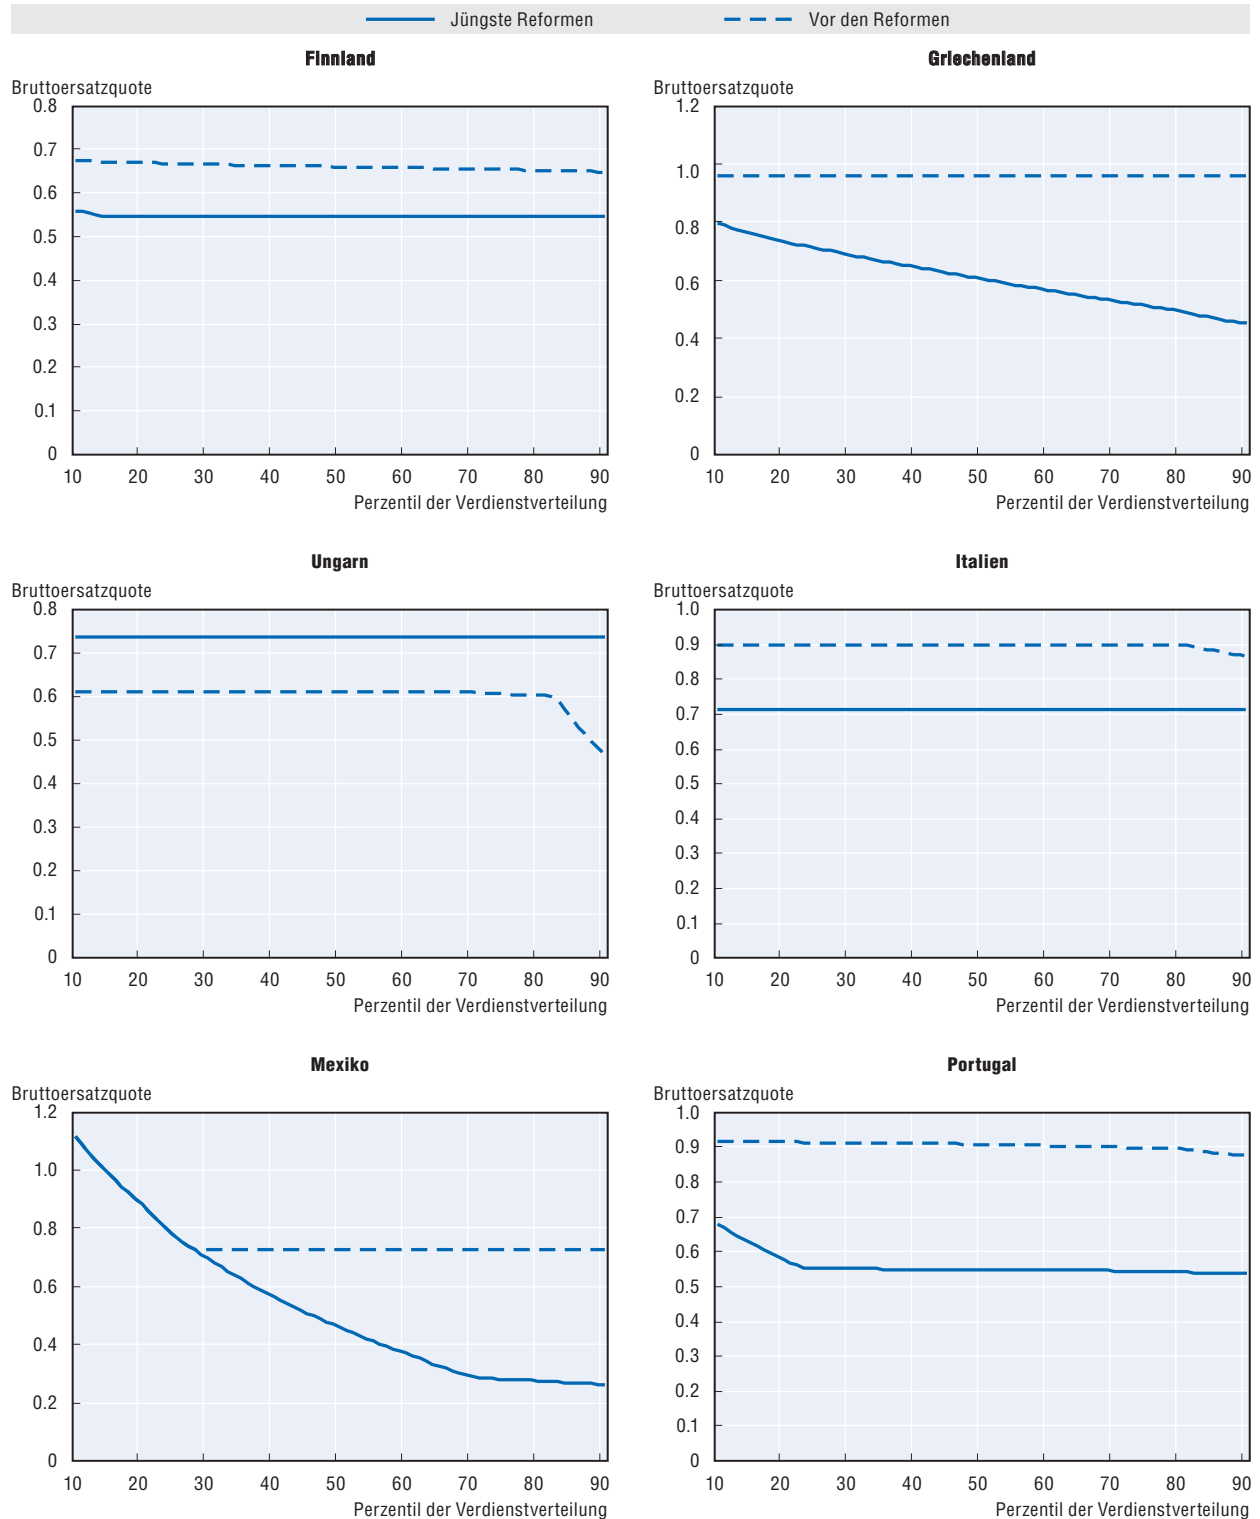 Jüngste Reformen Vor den Reformen
Finnland
Bruttoersatzquote
0.8
0.7
0.6
0.5
0.4
0.3
0.2
0.1
0
10 20 30 40 50 60 70 80 90
Perzentil der Verdienstverteilung
Griechenland
Bruttoersatzquote
1.2
1.0
0.8
0.6
0.4
0.2
0
10 20 30 40 50 60 70 80 90
Perzentil der Verdienstverteilung
Ungarn
Bruttoersatzquote
0.8
0.7
0.6
0.5
0.4
0.3
0.2
0.1
0
10 20 30 40 50 60 70 80 90
Perzentil der Verdienstverteilung
Italien
Bruttoersatzquote
1.0
0.9
0.8
0.7
0.6
0.5
0.4
0.3
0.2
0.1
0
10 20 30 40 50 60 70 80 90
Perzentil der Verdienstverteilung
Mexiko
Bruttoersatzquote
1.2
1.0
0.8
0.6
0.4
0.2
0
10 20 30 40 50 60 70 80 90
Perzentil der Verdienstverteilung
Portugal
Bruttoersatzquote
1.0
0.9
0.8
0.7
0.6
0.5
0.4
0.3
0.2
0.1
0
10 20 30 40 50 60 70 80 90
Perzentil der Verdienstverteilung